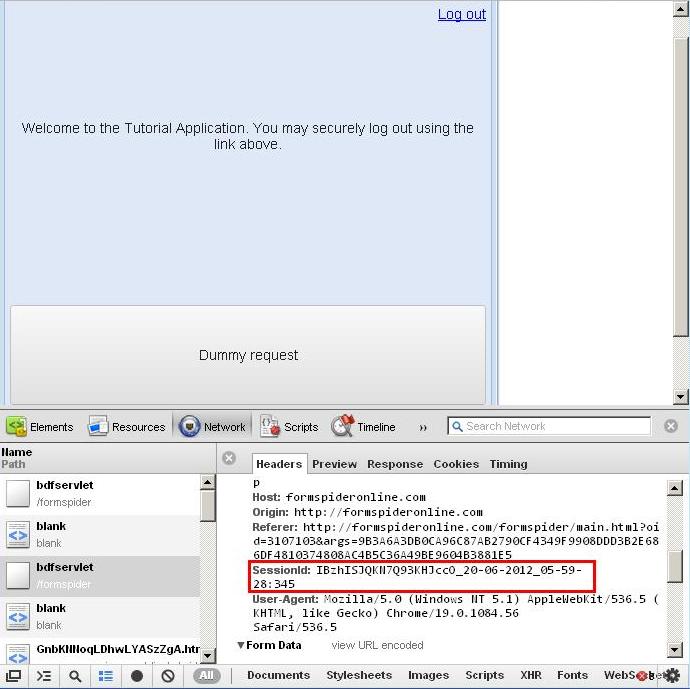 Log out
Welcome to the Tutorial Application. You may securely log out using the
link above.
Dummy request
Elements Resources Network Scripts Timeline » Search Network
Name
Path
bdfservlet
/formspider
blank
blank
bdfservlet
/formspider
blank
blank
GnbKNNoqLDhwLYASzZgA.htm
Headers Preview Response Cookies Timing
p
Host: formspideronline.com
Origin: http://formspideronline.com
Referer: http://formspideronline.com/formspider/main.html?oi
d=3107103&args=9B3A6A3DB0CA96C87AB2790CF4349F9908DDD3B2E68
6DF4810374808AC4B5C36A49BE9604B3881E5
SessionId: IBzhISJQKN7Q93KHJcc0_20-06-2012_05-59-
28:345
User-Agent: Mozilla/5.0 (Windows NT 5.1) AppleWebKit/536.5 (
KHTML, like Gecko) Chrome/19.0.1084.56
Safari/536.5
▼Form Data view URL encoded
All Documents Stylesheets Images Scripts XHR Fonts